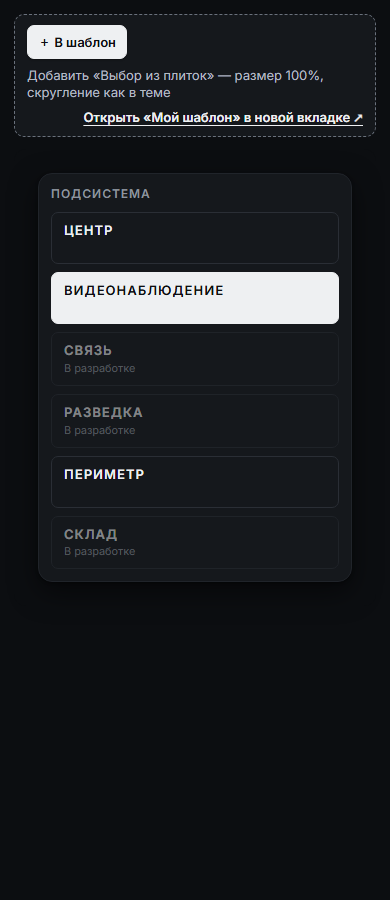 + В шаблон
Добавить «Выбор из плиток» — размер 100%,
скругление как в теме
Открыть «Мой шаблон» в новой вкладке ↗
ПОДСИСТЕМА
ЦЕНТР
ВИДЕОНАБЛЮДЕНИЕ
СВЯЗЬ
В разработке
РАЗВЕДКА
В разработке
ПЕРИМЕТР
СКЛАД
В разработке